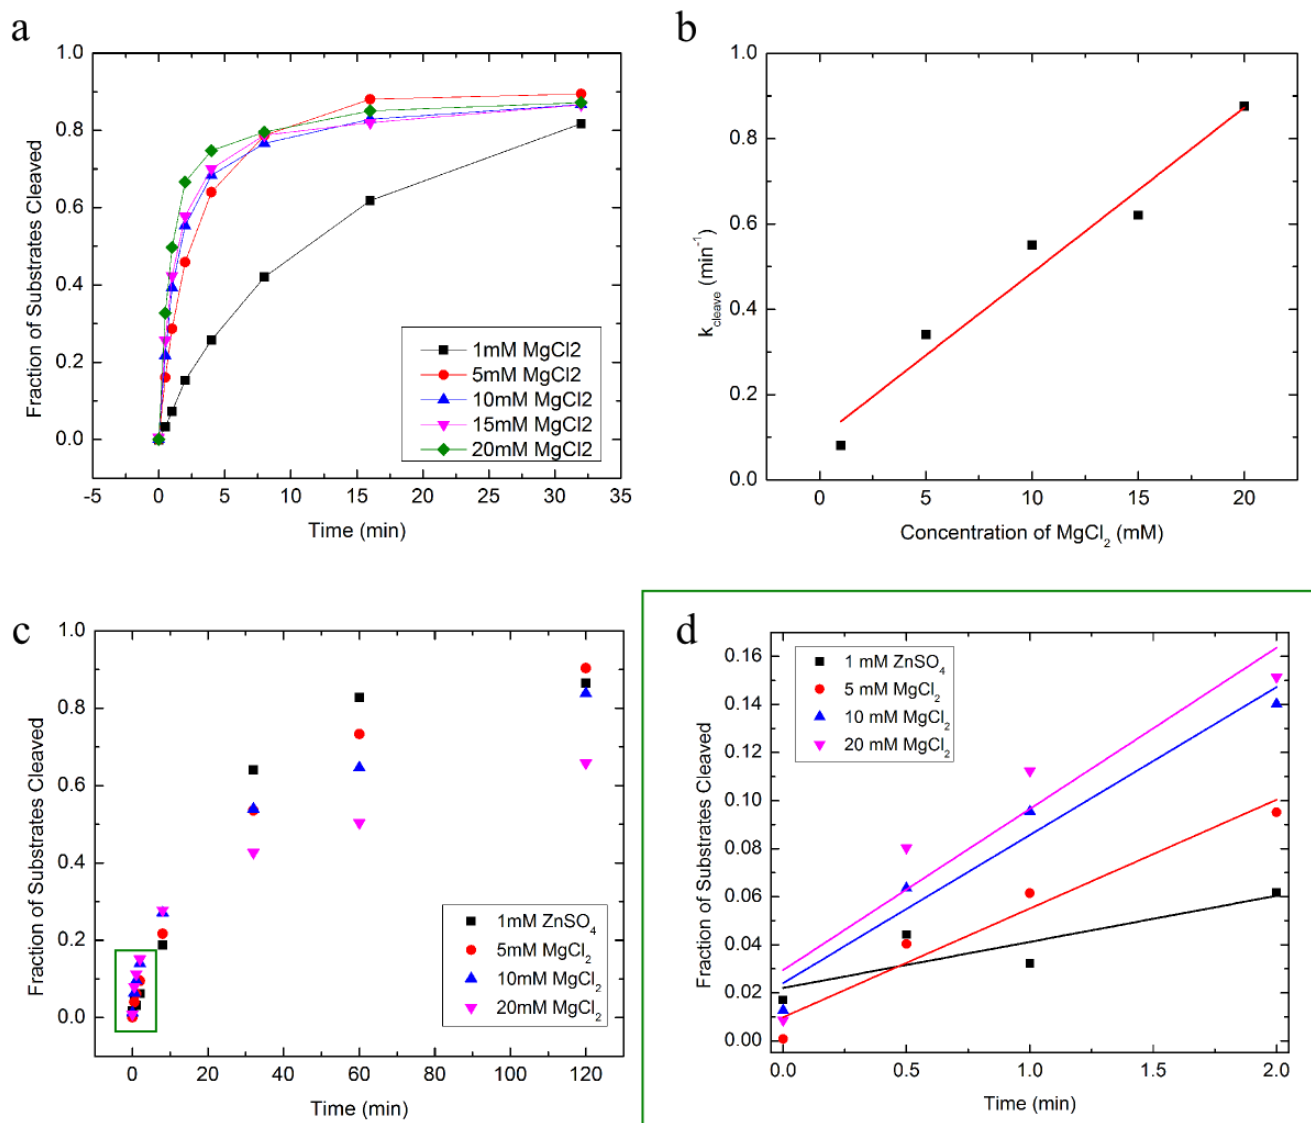 a
1.0
0.8
0.6
0.4
0.2
0.0
-5 0 5 10 15 20 25 30 35
Fraction of Substrates Cleaved
Time (min)
1mM MgCl2
5mM MgCl2
10mM MgCl2
15mM MgCl2
20mM MgCl2
b
1.0
0.8
0.6
0.4
0.2
0.0
0 5 10 15 20
k_cleave (min⁻¹)
Concentration of MgCl₂ (mM)
c
1.0
0.8
0.6
0.4
0.2
0.0
0 20 40 60 80 100 120
Fraction of Substrates Cleaved
Time (min)
1mM ZnSO₄
5mM MgCl₂
10mM MgCl₂
20mM MgCl₂
d
0.16
0.14
0.12
0.10
0.08
0.06
0.04
0.02
0.00
0.0 0.5 1.0 1.5 2.0
Fraction of Substrates Cleaved
Time (min)
1 mM ZnSO₄
5 mM MgCl₂
10 mM MgCl₂
20 mM MgCl₂